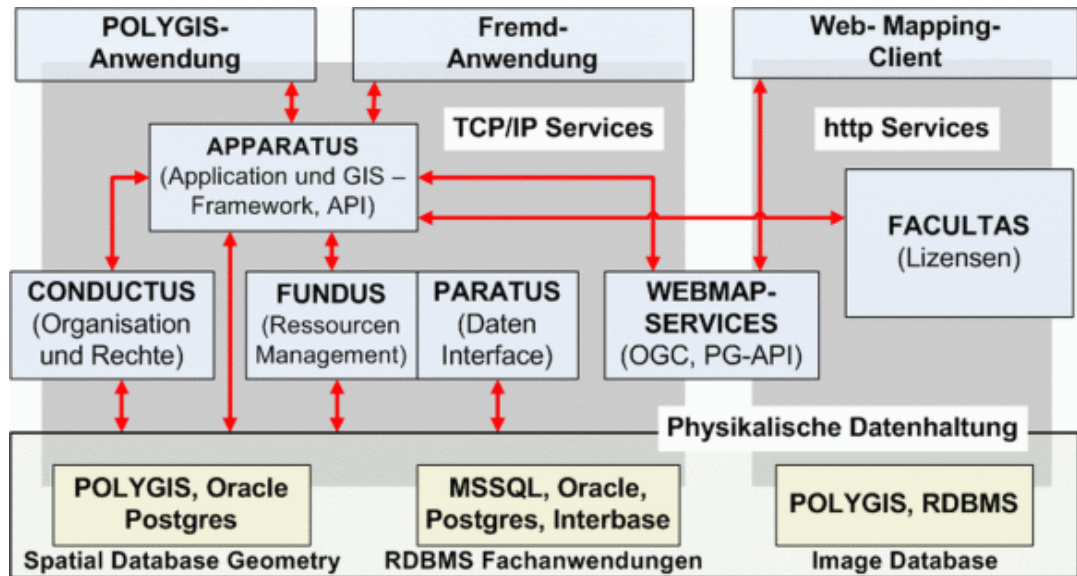 POLYGIS-
Anwendung
Fremd-
Anwendung
Web- Mapping-
Client
TCP/IP Services
http Services
APPARATUS
(Application und GIS –
Framework, API)
FACULTAS
(Lizensen)
CONDUCTUS
(Organisation
und Rechte)
FUNDUS
(Ressourcen
Management)
PARATUS
(Daten
Interface)
WEBMAP-
SERVICES
(OGC, PG-API)
Physikalische Datenhaltung
POLYGIS, Oracle
Postgres
MSSQL, Oracle,
Postgres, Interbase
POLYGIS, RDBMS
Spatial Database Geometry
RDBMS Fachanwendungen
Image Database